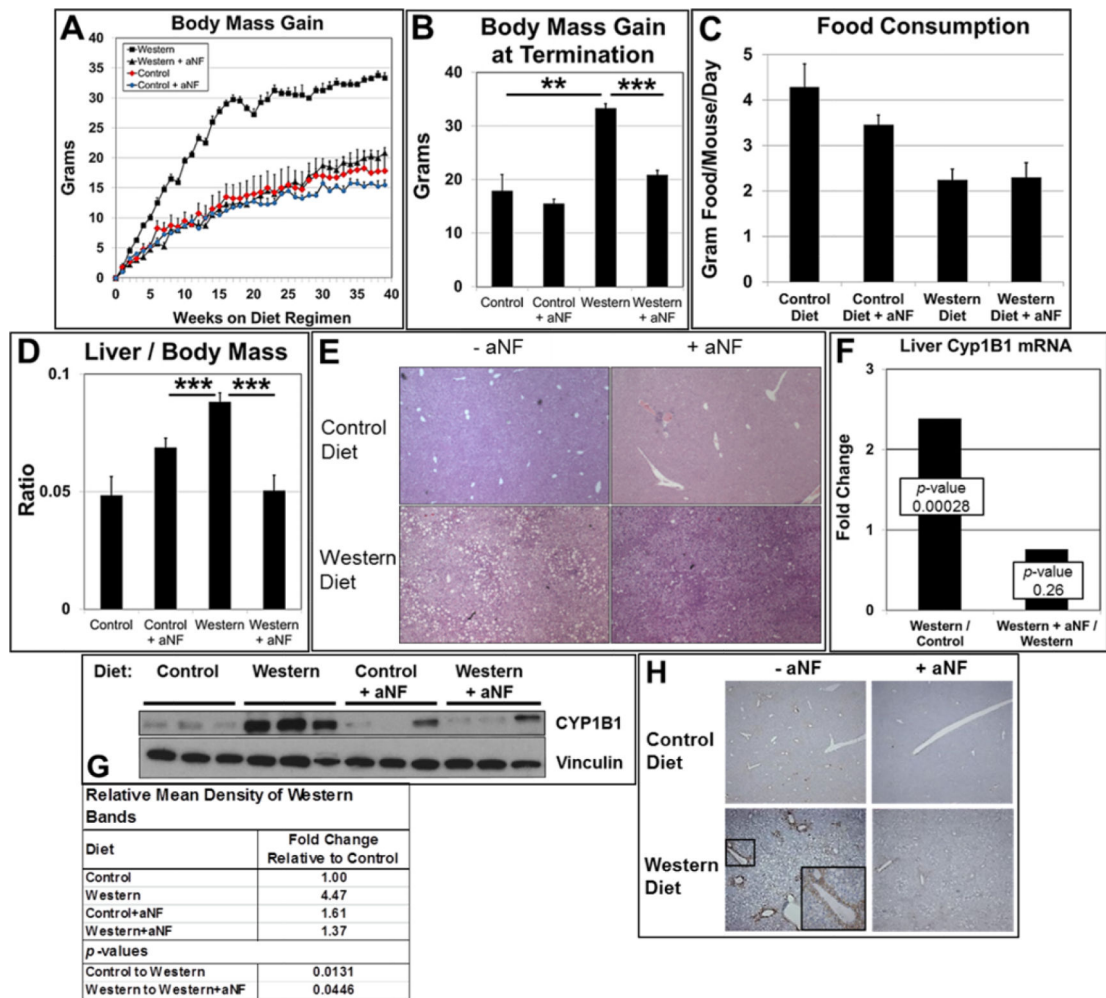 A
Body Mass Gain
40
35
30
25
20
15
10
5
0
Grams
Western
Western + aNF
Control
Control + aNF
0 5 10 15 20 25 30 35 40
Weeks on Diet Regimen
B
Body Mass Gain
at Termination
40
30
20
10
0
Grams
** ***
Control
Control
+ aNF
Western
Western
+ aNF
C
Food Consumption
5
4
3
2
1
0
Gram Food/Mouse/Day
Control
Diet
Control
Diet + aNF
Western
Diet
Western
Diet + aNF
D
Liver / Body Mass
0.1
0.05
0
Ratio
*** ***
Control
Control
+ aNF
Western
Western
+ aNF
E
- aNF + aNF
Control
Diet
Western
Diet
F
Liver Cyp1B1 mRNA
3
2
1
0
Fold Change
p-value
0.00028
p-value
0.26
Western /
Control
Western + aNF /
Western
G
Diet: Control Western Control + aNF Western + aNF
CYP1B1
Vinculin
Relative Mean Density of Western
Bands
Diet Fold Change
Relative to Control
Control 1.00
Western 4.47
Control+aNF 1.61
Western+aNF 1.37
p-values
Control to Western 0.0131
Western to Western+aNF 0.0446
H
- aNF + aNF
Control
Diet
Western
Diet